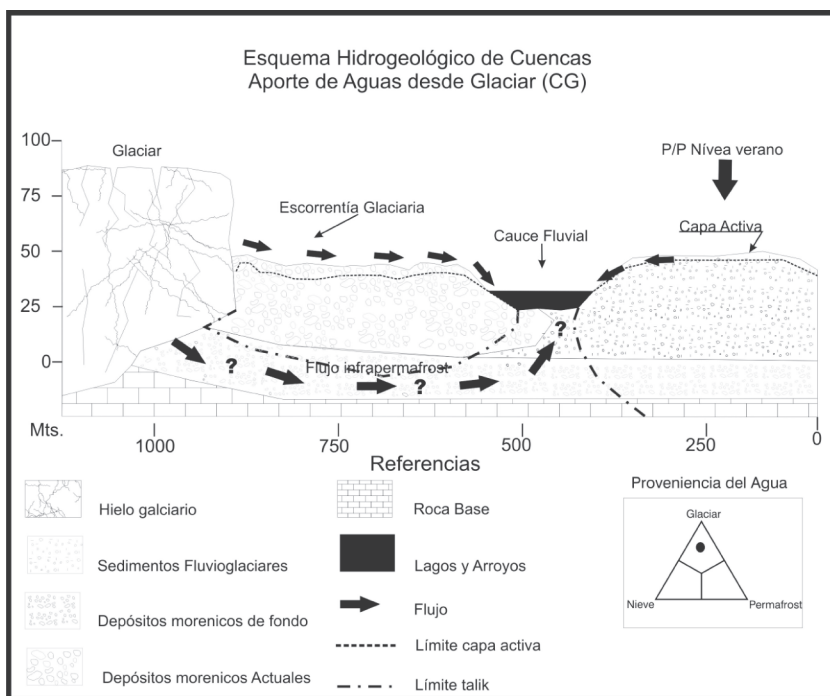 Esquema Hidrogeológico de Cuencas
Aporte de Aguas desde Glaciar (CG)
100
Glaciar
P/P Nívea verano
75
Escorrentía Glaciaria
Cauce Fluvial
Capa Activa
50
25
?
0
?
Flujo infrapermafrost
?
Mts.
1000
750
500
250
0
Referencias
Hielo galciario
Roca Base
Proveniencia del Agua
Glaciar
Sedimentos Fluvioglaciares
Lagos y Arroyos
Nieve
Permafrost
Depósitos morenicos de fondo
Flujo
Límite capa activa
Depósitos morenicos Actuales
Límite talik